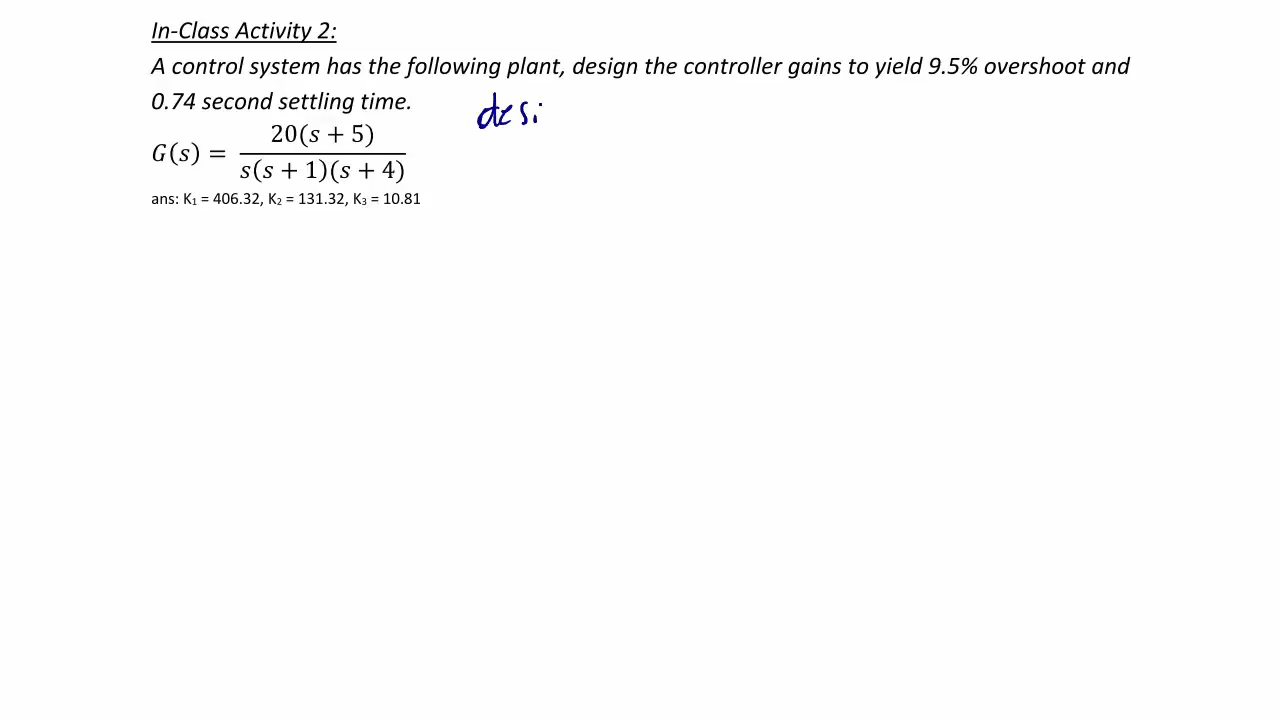 In-Class Activity 2:
A control system has the following plant, design the controller gains to yield 9.5% overshoot and
0.74 second settling time.
desi
G(s) = 20(s + 5) / s(s + 1)(s + 4)
ans: K₁ = 406.32, K₂ = 131.32, K₃ = 10.81